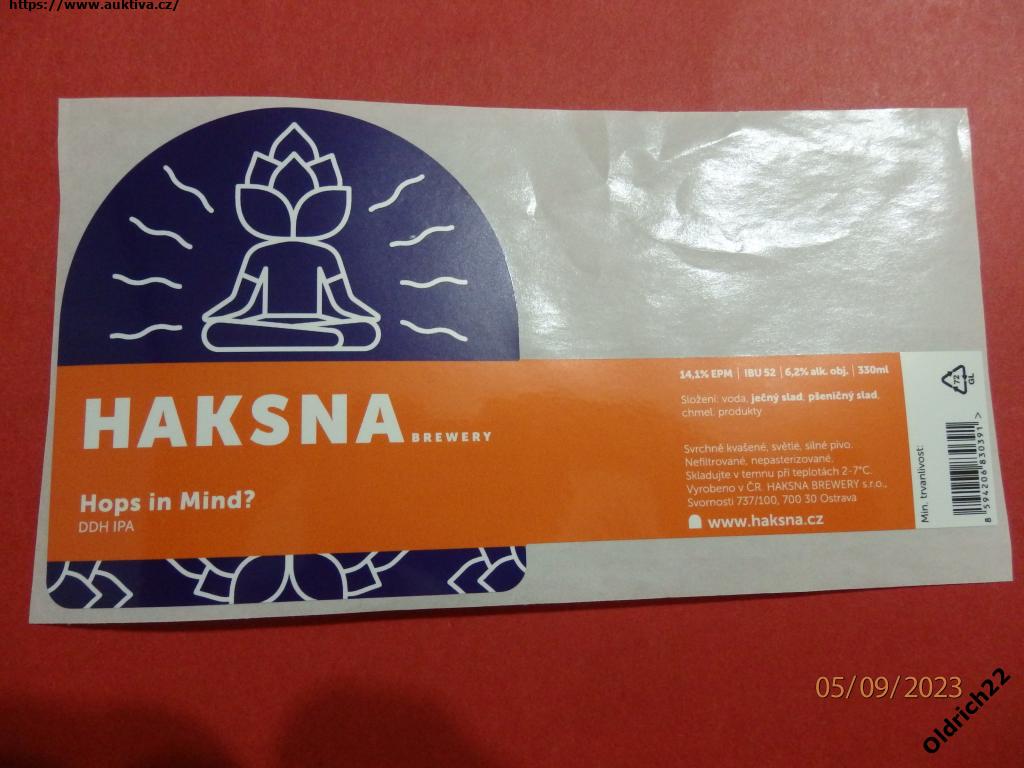 https://www.auktiva.cz/
HAKSNA BREWERY
Hops in Mind?
DDH IPA
14,1% EPM | IBU 52 | 6,2% alk. obj. | 330ml
Složení: voda, ječný slad, pšeničný slad,
chmel, produkty
Svrchně kvašené, světlé, silné pivo.
Nefiltrované, nepasterizované.
Skladujte v temnu při teplotách 2-7°C.
Vyrobeno v ČR. HAKSNA BREWERY s.r.o.,
Svornosti 737/100, 700 30 Ostrava
www.haksna.cz
Min. trvanlivost:
72
GL
8 594206 830391 >
05/09/2023
Oldrich22